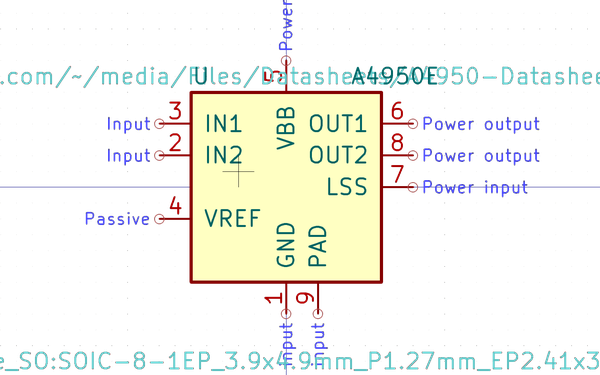 Power
.com/~/media/Files/Datasheets/A4950-Datashee
U
A4950E
5
VBB
Input 3 IN1 OUT1 6 Power output
Input 2 IN2 OUT2 8 Power output
LSS 7 Power input
Passive 4 VREF
GND PAD
1 9
input input
e_SO:SOIC-8-1EP_3.9x4.9mm_P1.27mm_EP2.41x3